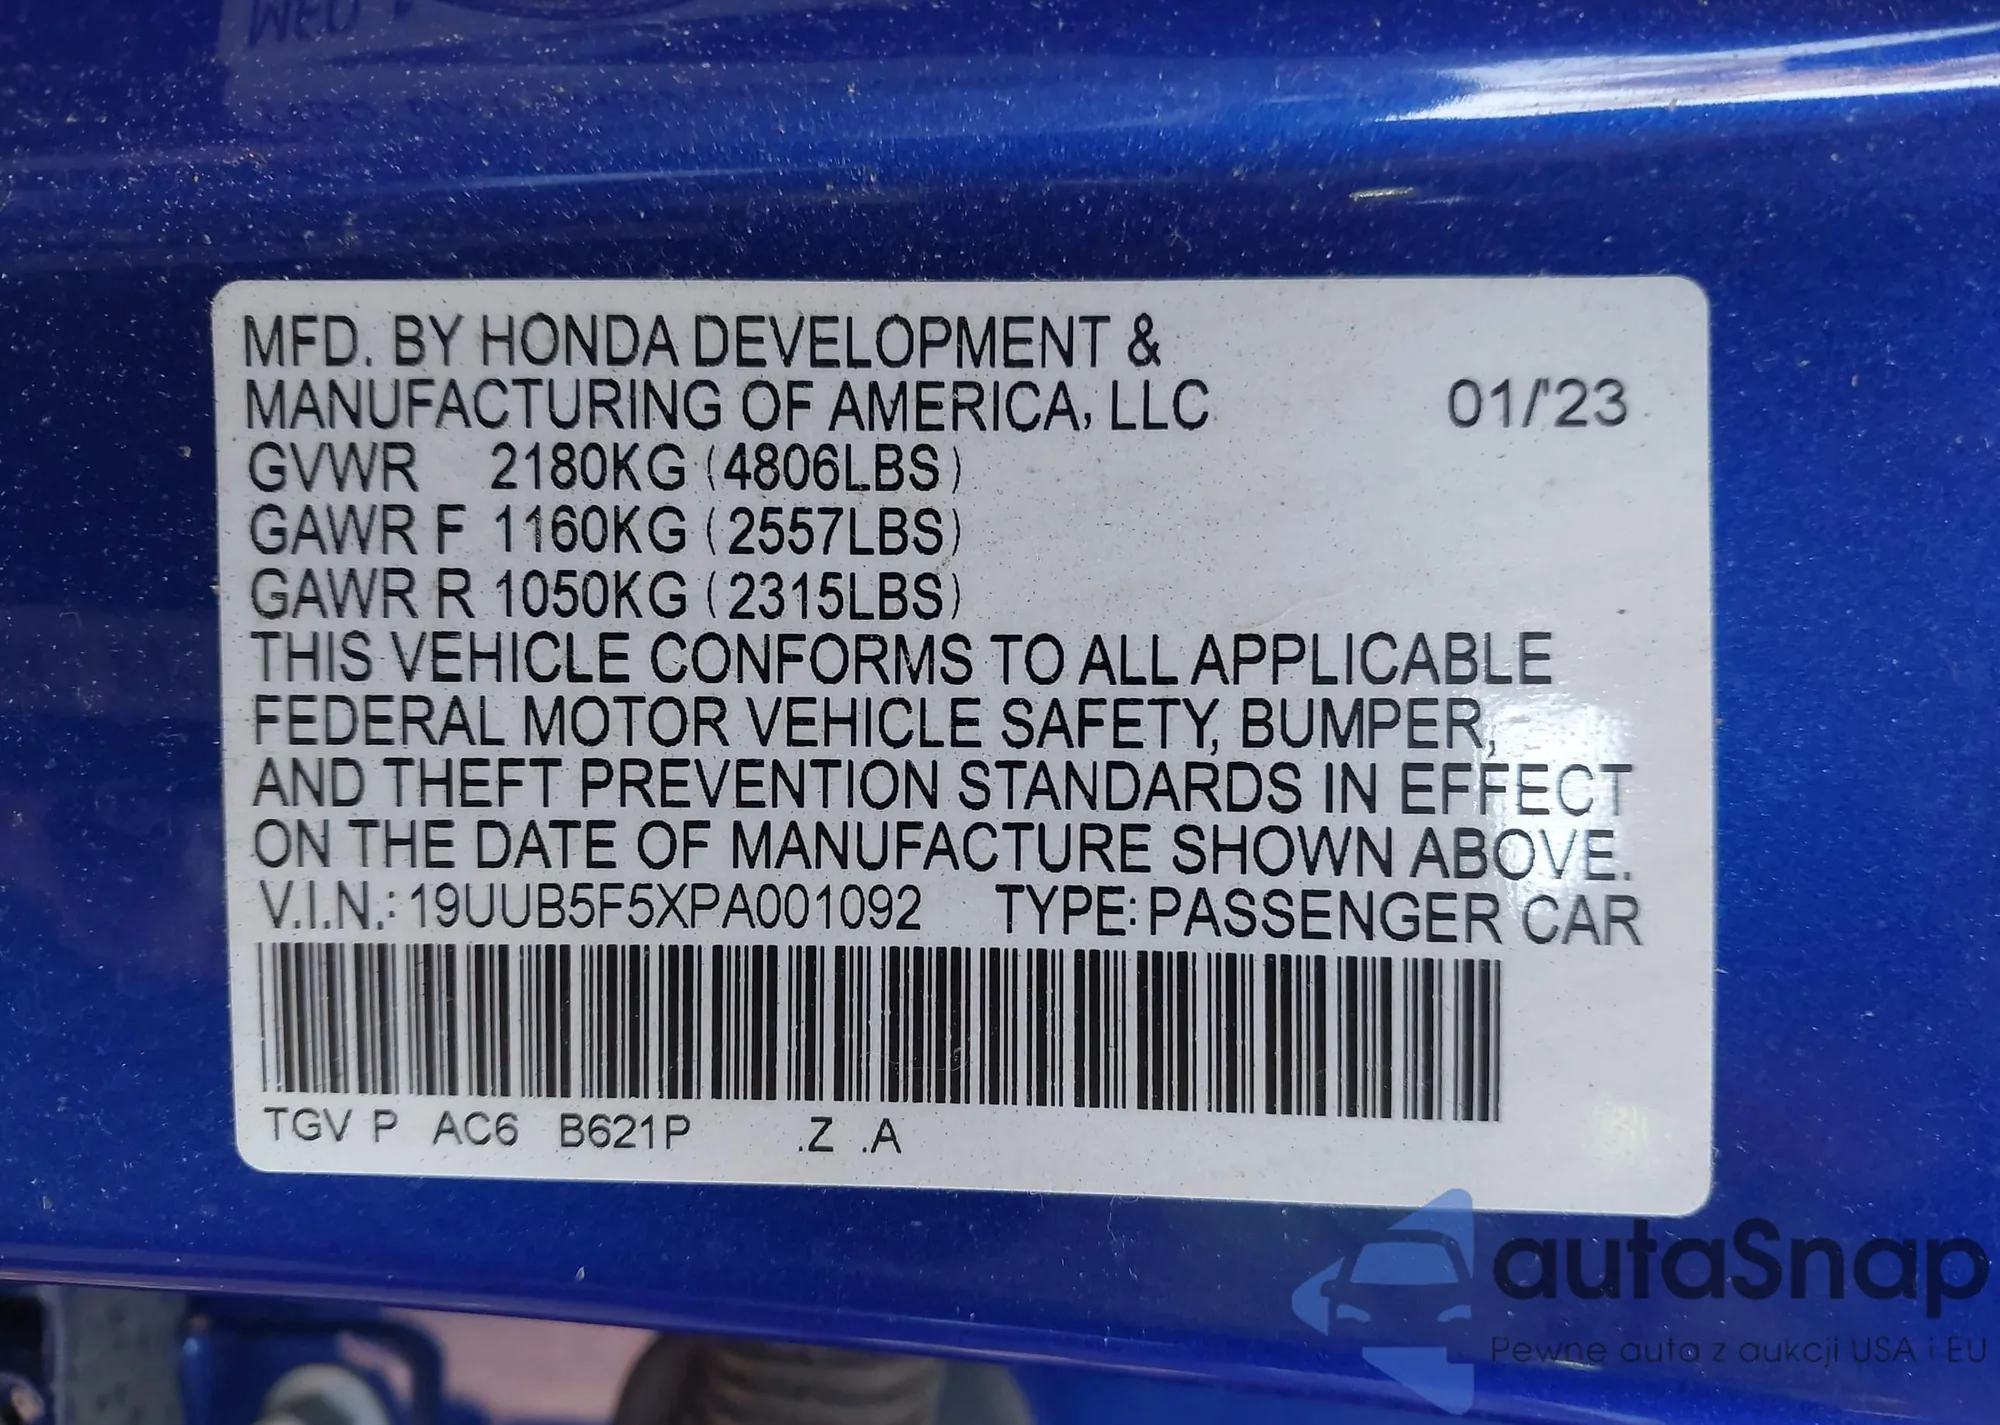 MFD. BY HONDA DEVELOPMENT &
MANUFACTURING OF AMERICA, LLC 01/'23
GVWR 2180KG (4806LBS)
GAWR F 1160KG (2557LBS)
GAWR R 1050KG (2315LBS)
THIS VEHICLE CONFORMS TO ALL APPLICABLE
FEDERAL MOTOR VEHICLE SAFETY, BUMPER,
AND THEFT PREVENTION STANDARDS IN EFFECT
ON THE DATE OF MANUFACTURE SHOWN ABOVE.
V.I.N.: 19UUB5F5XPA001092 TYPE: PASSENGER CAR
TGV P AC6 B621P .Z .A
autaSnap
Pewne auta z aukcji USA i EU